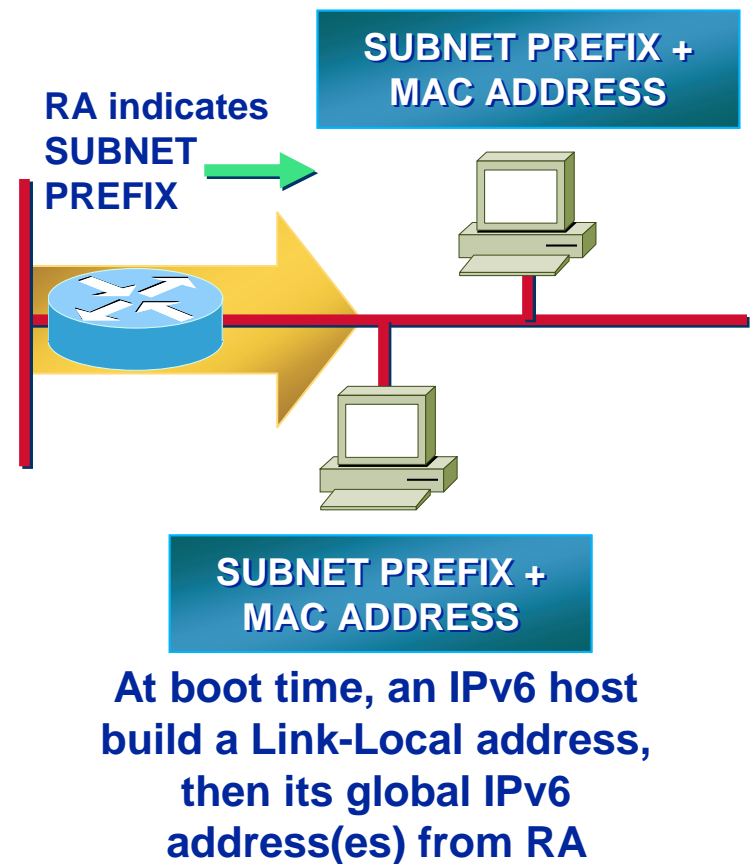 SUBNET PREFIX +
MAC ADDRESS
RA indicates
SUBNET
PREFIX
SUBNET PREFIX +
MAC ADDRESS
At boot time, an IPv6 host
build a Link-Local address,
then its global IPv6
address(es) from RA